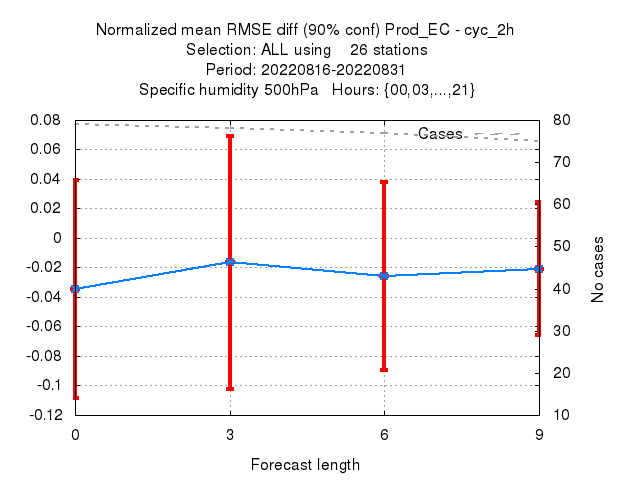 Normalized mean RMSE diff (90% conf) Prod_EC - cyc_2h
Selection: ALL using    26 stations
Period: 20220816-20220831
Specific humidity 500hPa   Hours: {00,03,...,21}
0.08
0.06
0.04
0.02
0
-0.02
-0.04
-0.06
-0.08
-0.1
-0.12
Cases
80
70
60
50
40
30
20
10
No cases
0 3 6 9
Forecast length